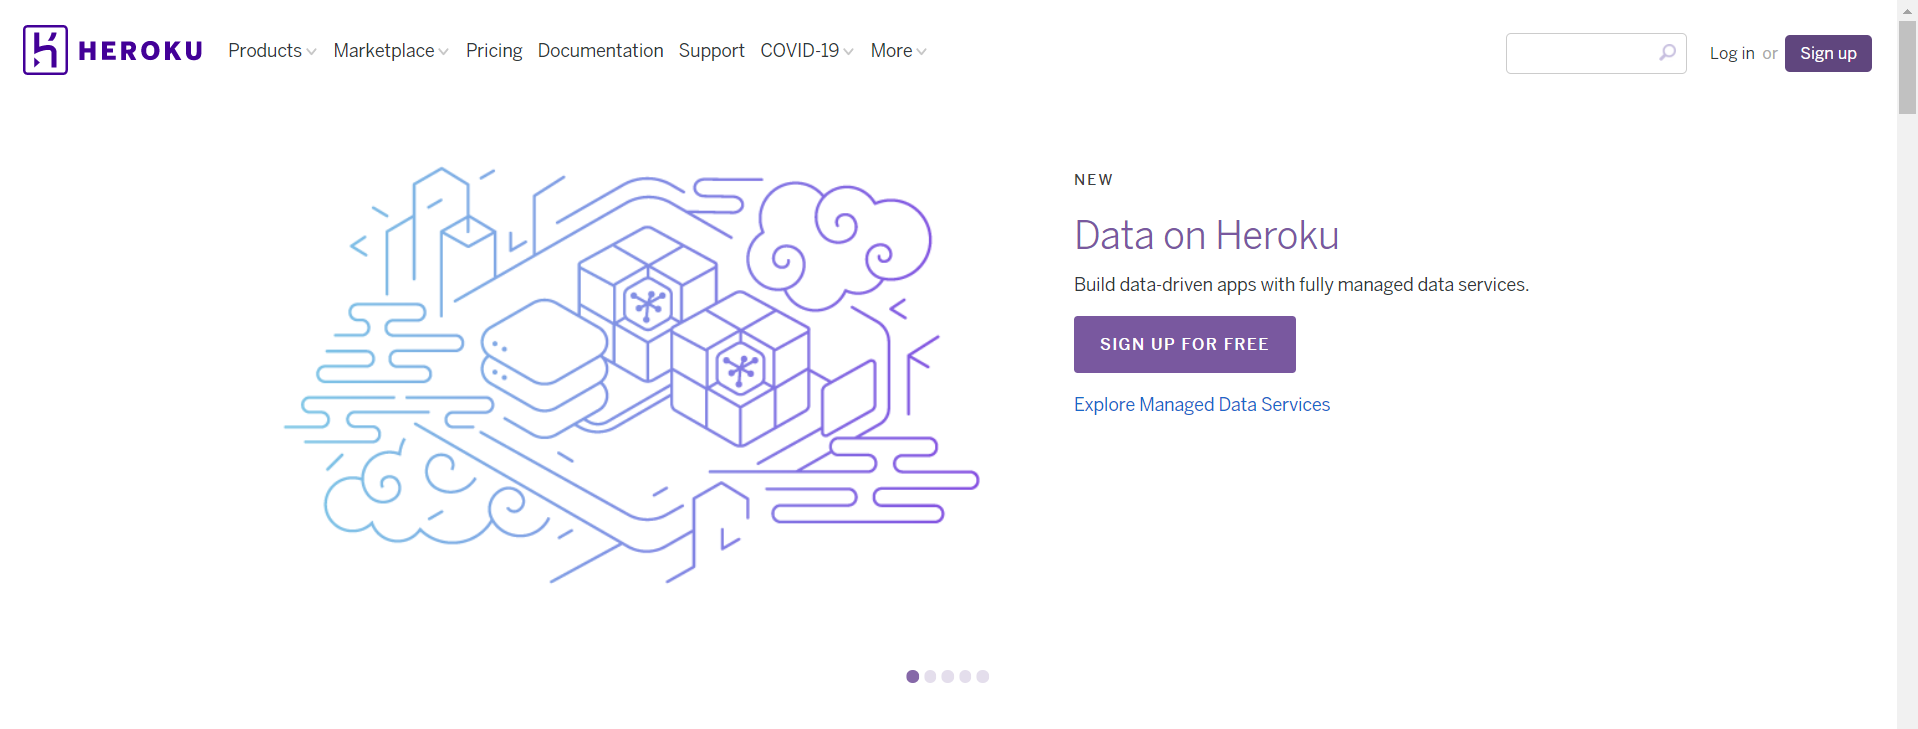 HEROKU Products Marketplace Pricing Documentation Support COVID-19 More Log in or Sign up
NEW
Data on Heroku
Build data-driven apps with fully managed data services.
SIGN UP FOR FREE
Explore Managed Data Services